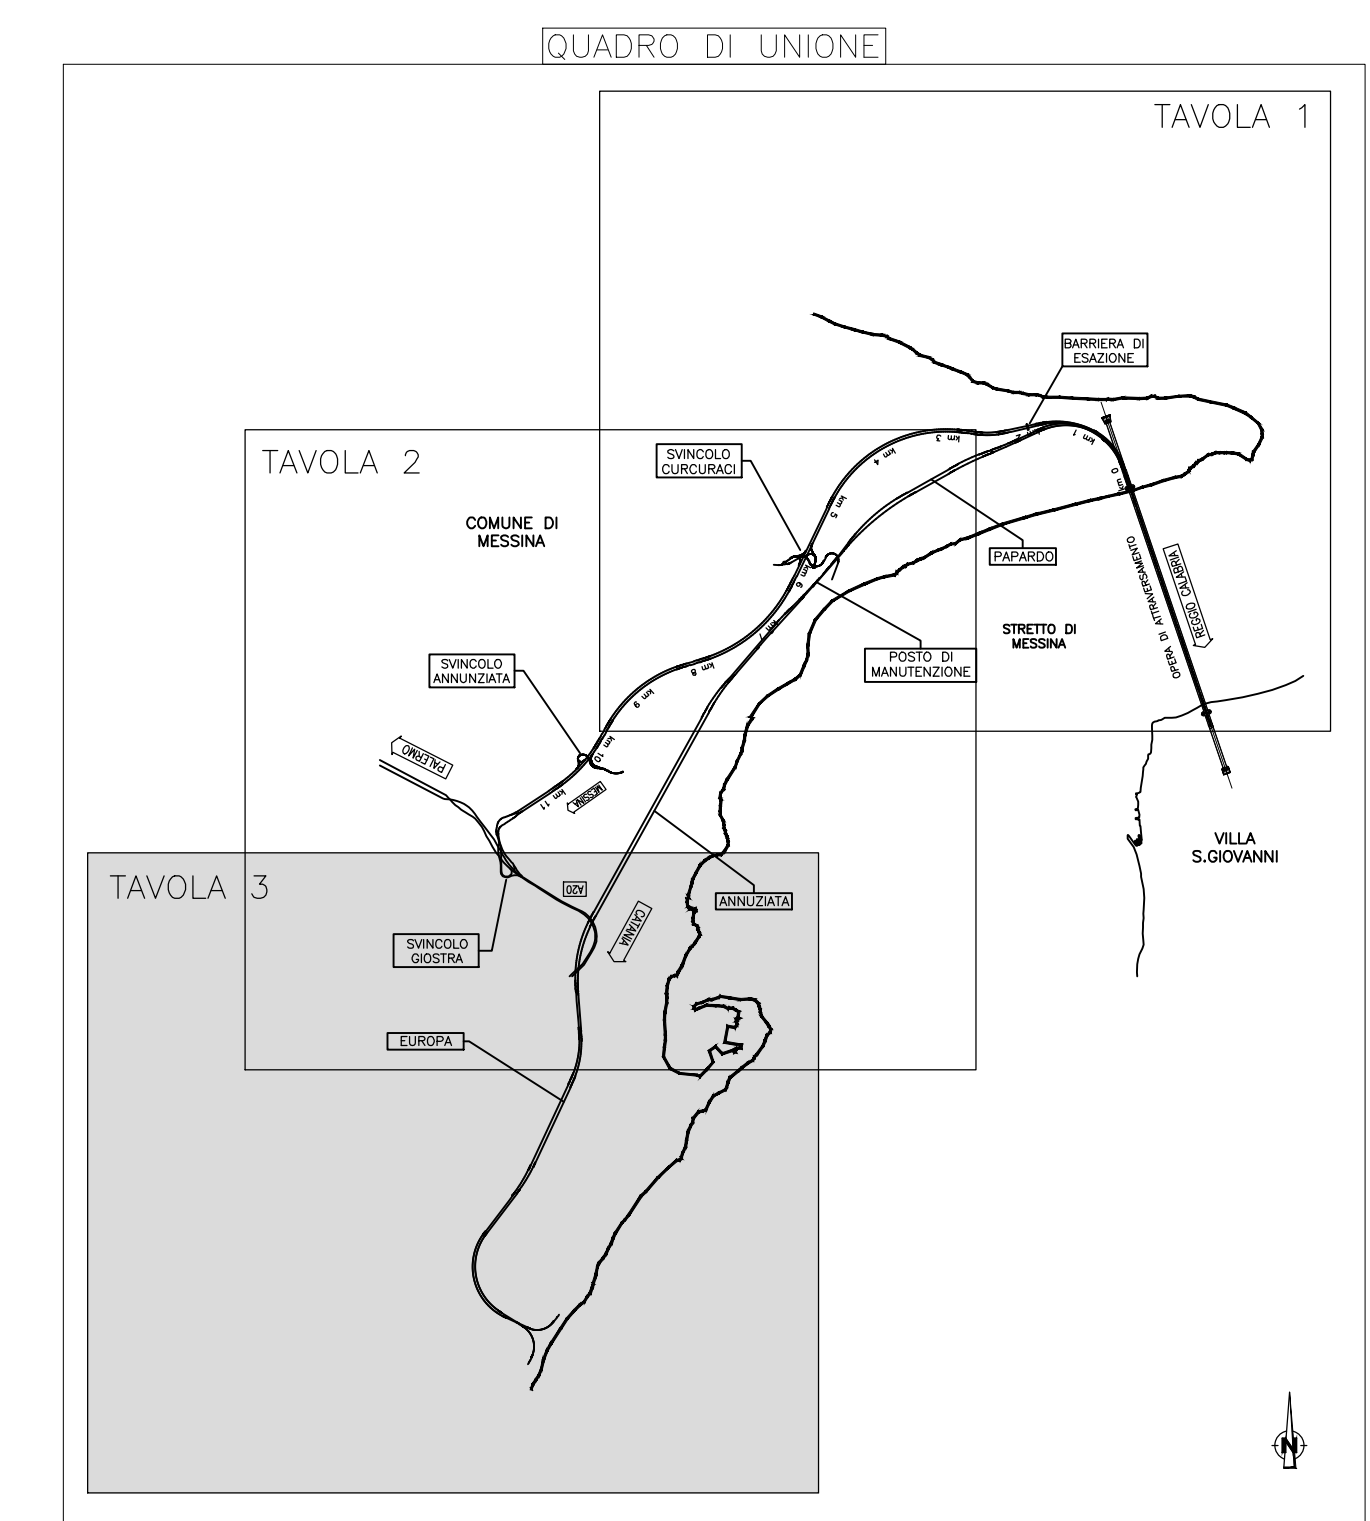 QUADRO DI UNIONE
TAVOLA 1
BARRIERA DI
ESAZIONE
km 0
km 1
km 2
km 3
km 4
km 5
km 6
km 7
km 8
km 9
km 10
km 11
SVINCOLO
CURCURACI
TAVOLA 2
COMUNE DI
MESSINA
PAPARDO
OPERA DI ATTRAVERSAMENTO
REGGIO CALABRIA
STRETTO DI
MESSINA
POSTO DI
MANUTENZIONE
SVINCOLO
ANNUNZIATA
PALERMO
MESSINA
VILLA
S.GIOVANNI
TAVOLA 3
A20
ANNUZIATA
CATANIA
SVINCOLO
GIOSTRA
EUROPA
N